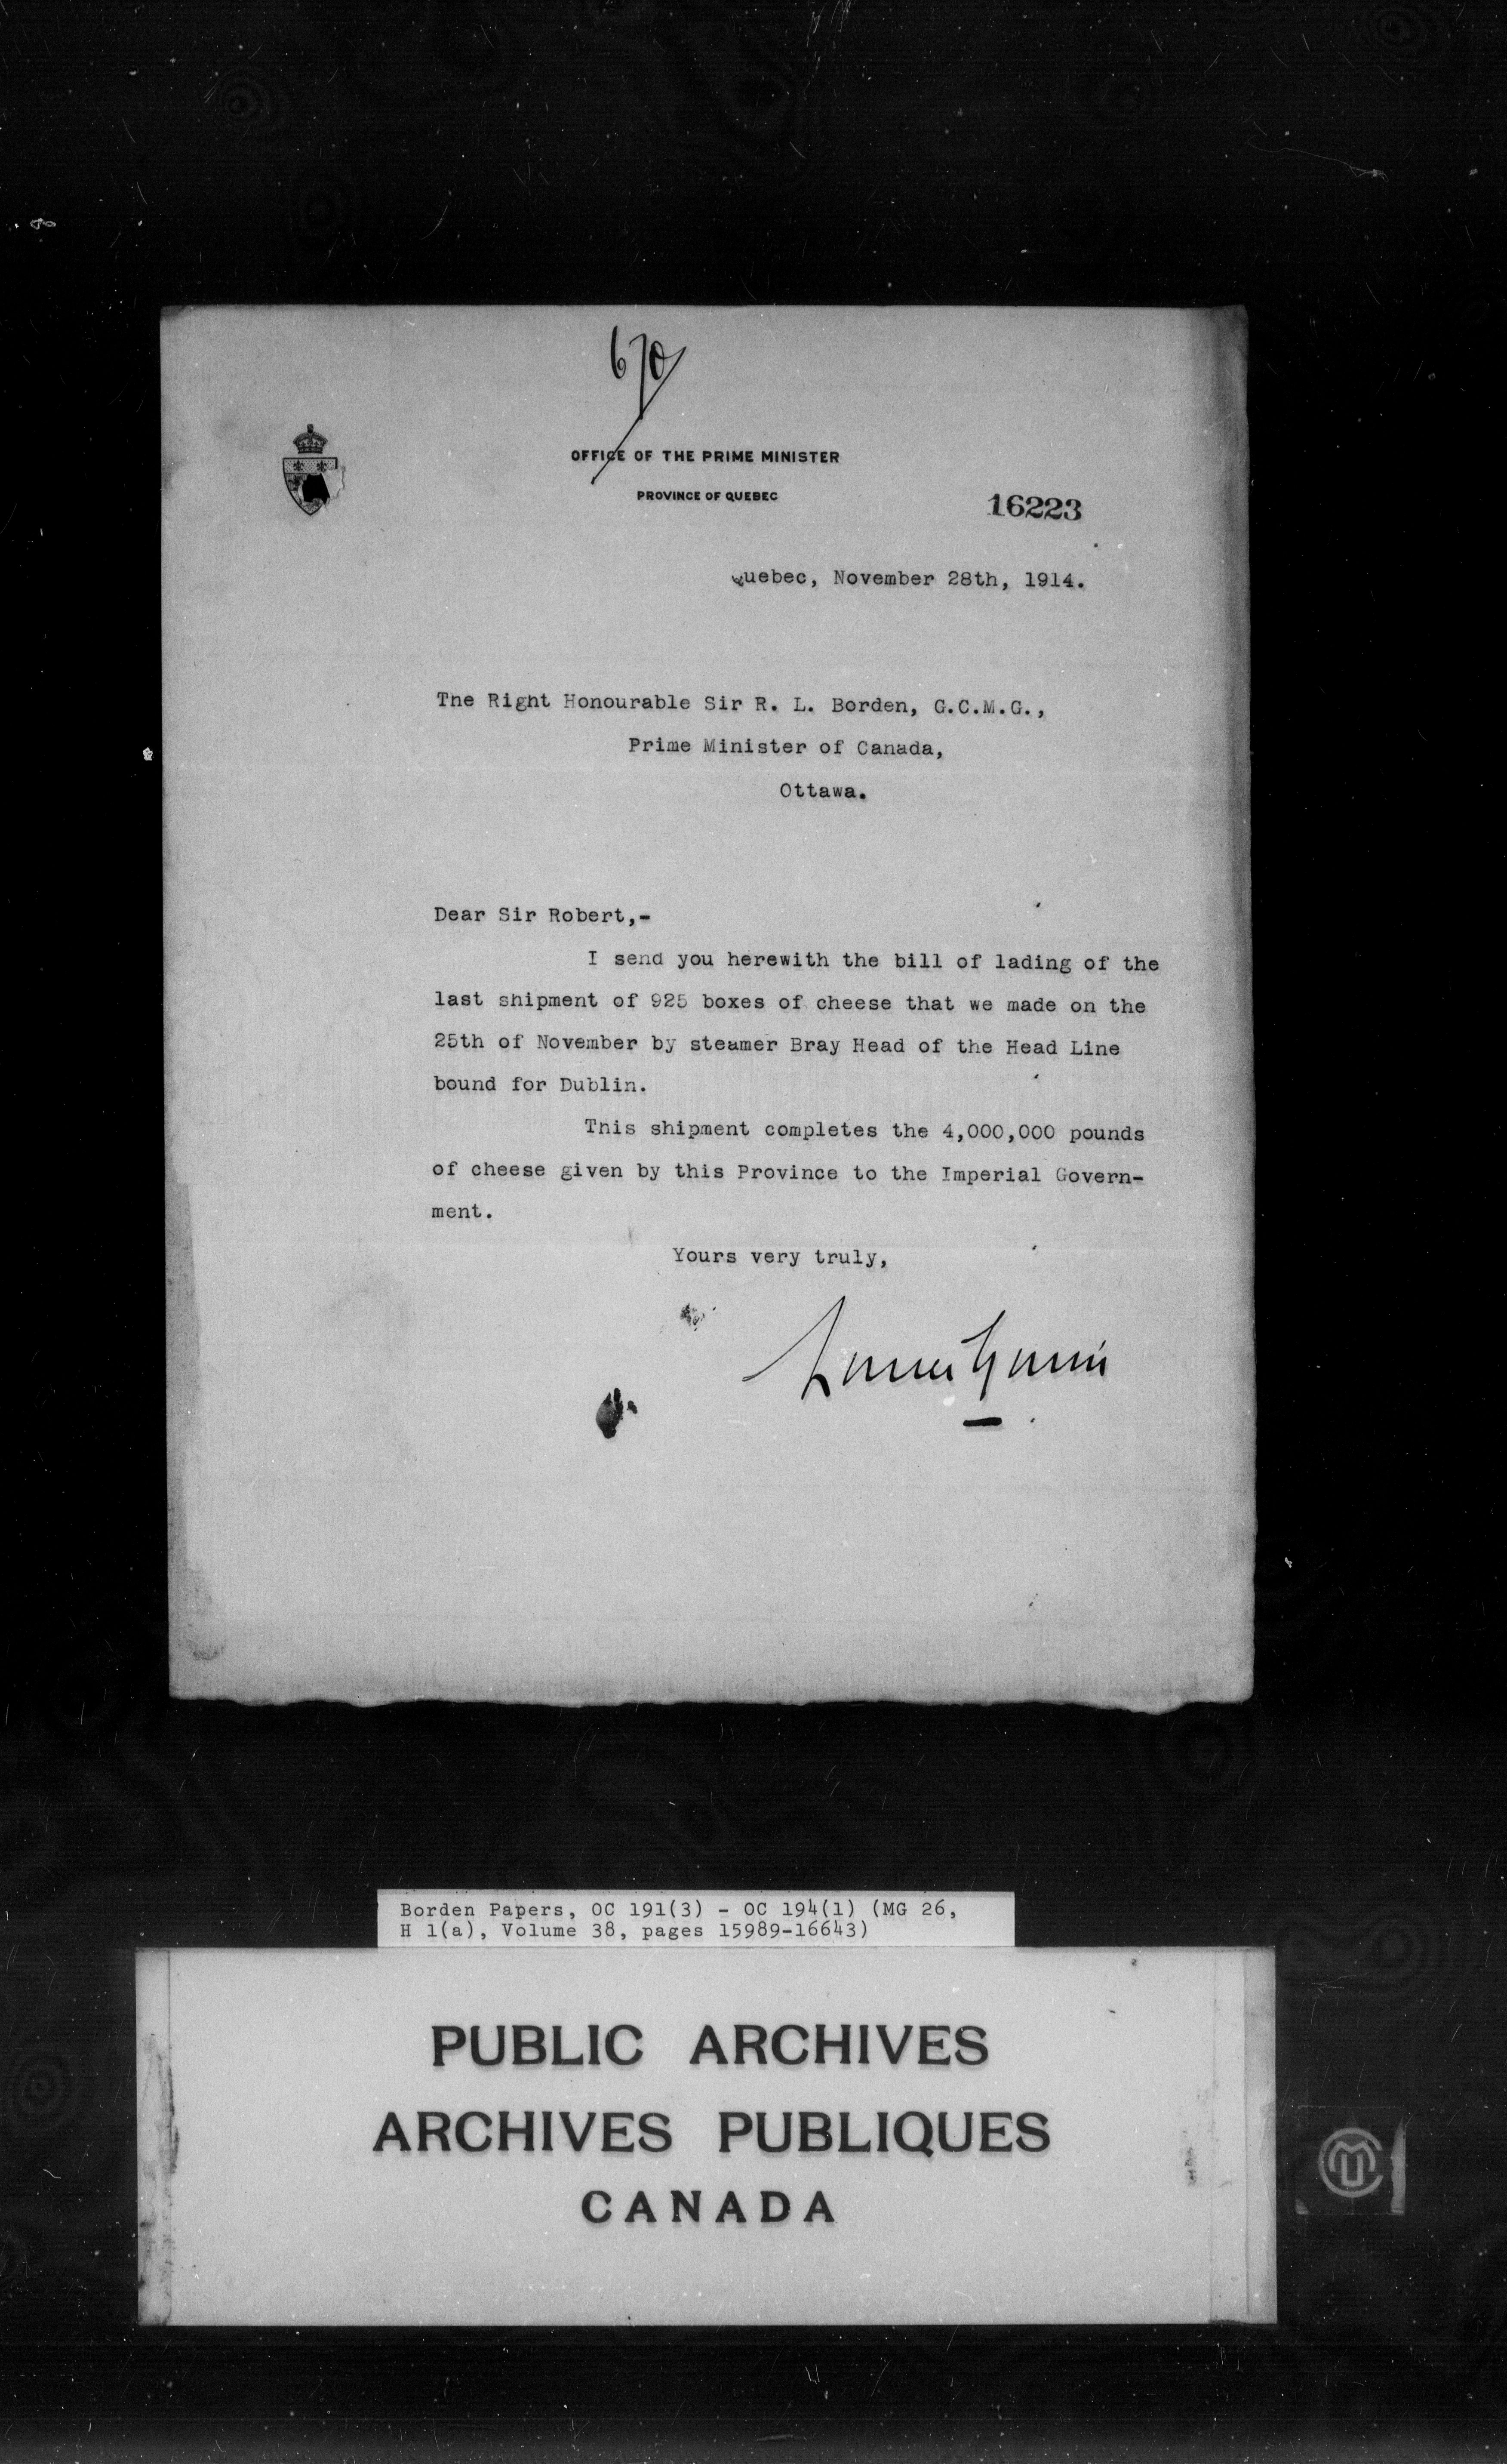 670
OFFICE OF THE PRIME MINISTER
PROVINCE OF QUEBEC
16223
Quebec, November 28th, 1914.
The Right Honourable Sir R. L. Borden, G.C.M.G.,
Prime Minister of Canada,
Ottawa.
Dear Sir Robert,-
I send you herewith the bill of lading of the
last shipment of 925 boxes of cheese that we made on the
25th of November by steamer Bray Head of the Head Line
bound for Dublin.
This shipment completes the 4,000,000 pounds
of cheese given by this Province to the Imperial Govern-
ment.
Yours very truly,
Lomer Gouin
Borden Papers, OC 191(3) - OC 194(1) (MG 26,
H 1(a), Volume 38, pages 15989-16643)
PUBLIC ARCHIVES
ARCHIVES PUBLIQUES
CANADA